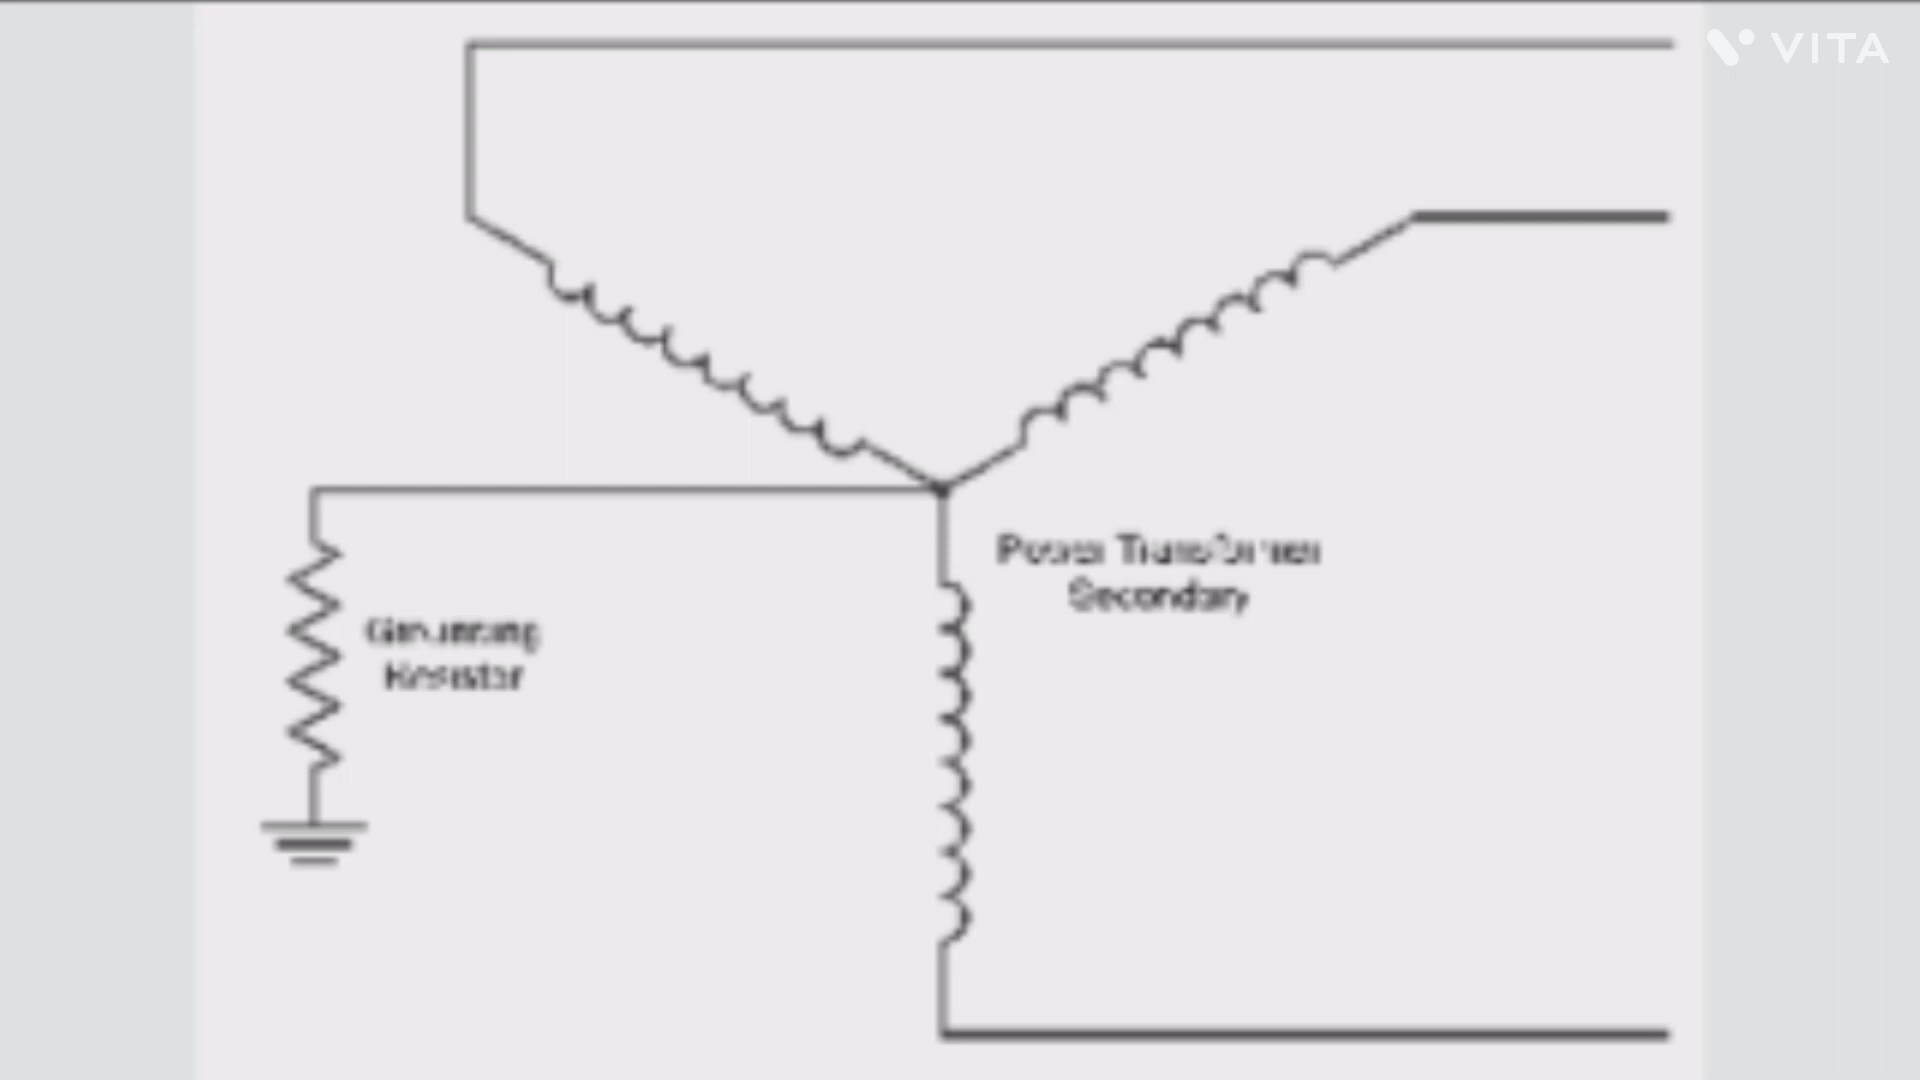 VITA
Power Transformer
Secondary
Grounding
Resistor